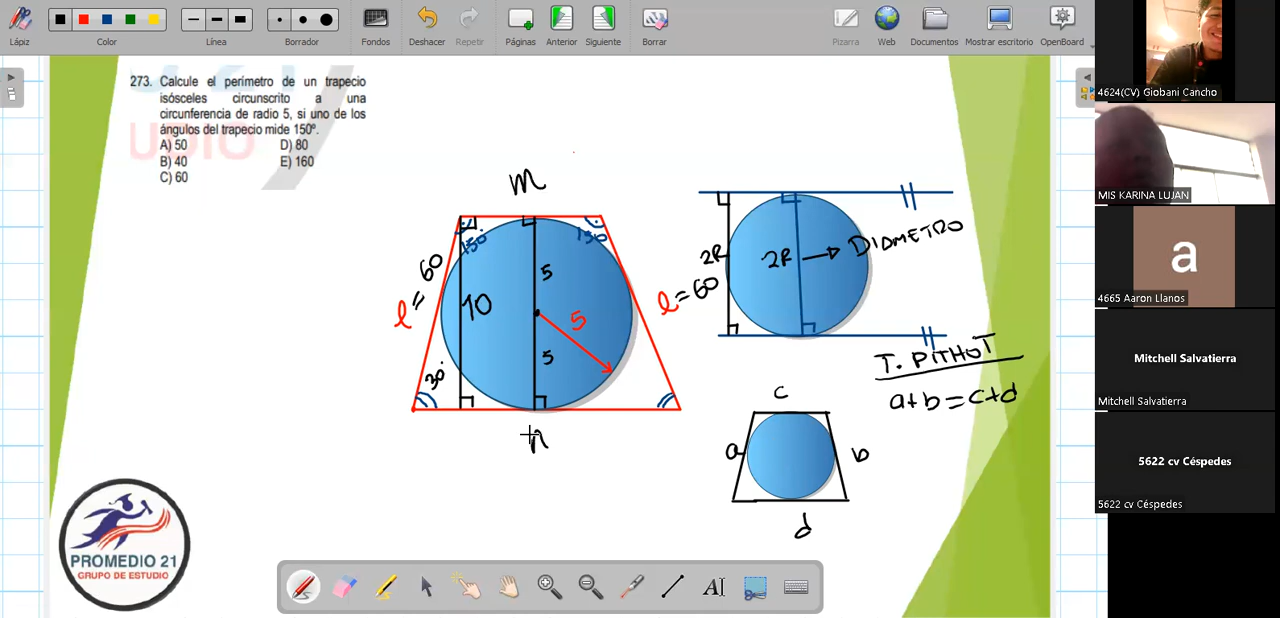 Lápiz
Color
Línea
Borrador
Fondos
Deshacer
Repetir
Páginas
Anterior
Siguiente
Borrar
Pizarra
Web
Documentos
Mostrar escritorio
OpenBoard
273. Calcule el perímetro de un trapecio
isósceles circunscrito a una
circunferencia de radio 5, si uno de los
ángulos del trapecio mide 150º.
A) 50 D) 80
B) 40 E) 160
C) 60
UDIO
m
150°
150
l = 60
10
5
5
5
l = 60
30°
n
2R
2R → DIAMETRO
T. PITHOT
a+b=c+d
c
a
b
d
PROMEDIO 21
GRUPO DE ESTUDIO
AI
4624(CV) Giobani Cancho
MIS KARINA LUJAN
a
4665 Aaron Llanos
Mitchell Salvatierra
Mitchell Salvatierra
5622 cv Céspedes
5622 cv Céspedes